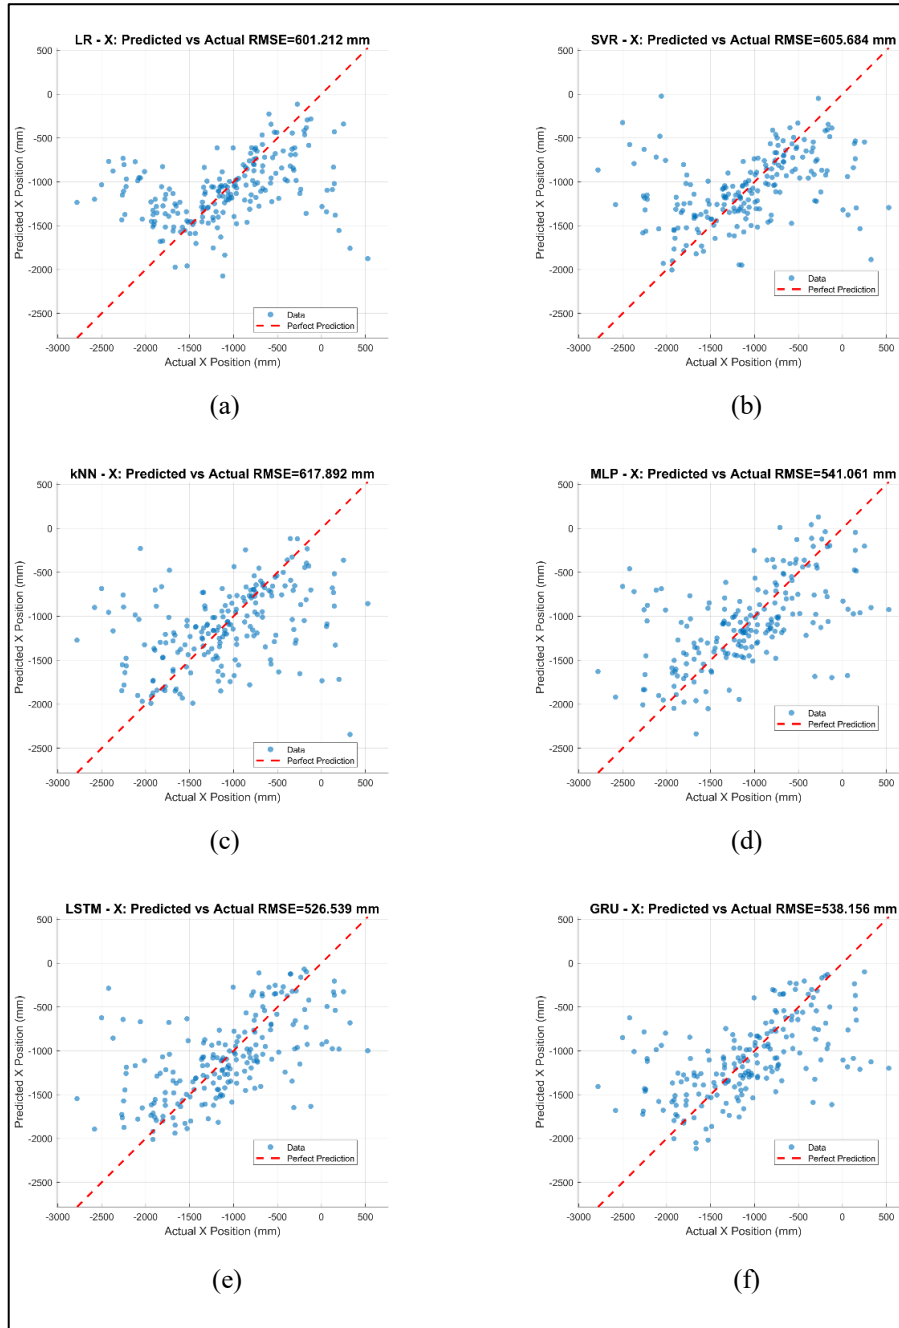 LR - X: Predicted vs Actual RMSE=601.212 mm
500
0
-500
-1000
-1500
-2000
-2500
Predicted X Position (mm)
Data
Perfect Prediction
-3000 -2500 -2000 -1500 -1000 -500 0 500
Actual X Position (mm)
(a)
SVR - X: Predicted vs Actual RMSE=605.684 mm
500
0
-500
-1000
-1500
-2000
-2500
Predicted X Position (mm)
Data
Perfect Prediction
-3000 -2500 -2000 -1500 -1000 -500 0 500
Actual X Position (mm)
(b)
kNN - X: Predicted vs Actual RMSE=617.892 mm
500
0
-500
-1000
-1500
-2000
-2500
Predicted X Position (mm)
Data
Perfect Prediction
-3000 -2500 -2000 -1500 -1000 -500 0 500
Actual X Position (mm)
(c)
MLP - X: Predicted vs Actual RMSE=541.061 mm
500
0
-500
-1000
-1500
-2000
-2500
Predicted X Position (mm)
Data
Perfect Prediction
-3000 -2500 -2000 -1500 -1000 -500 0 500
Actual X Position (mm)
(d)
LSTM - X: Predicted vs Actual RMSE=526.539 mm
500
0
-500
-1000
-1500
-2000
-2500
Predicted X Position (mm)
Data
Perfect Prediction
-3000 -2500 -2000 -1500 -1000 -500 0 500
Actual X Position (mm)
(e)
GRU - X: Predicted vs Actual RMSE=538.156 mm
500
0
-500
-1000
-1500
-2000
-2500
Predicted X Position (mm)
Data
Perfect Prediction
-3000 -2500 -2000 -1500 -1000 -500 0 500
Actual X Position (mm)
(f)